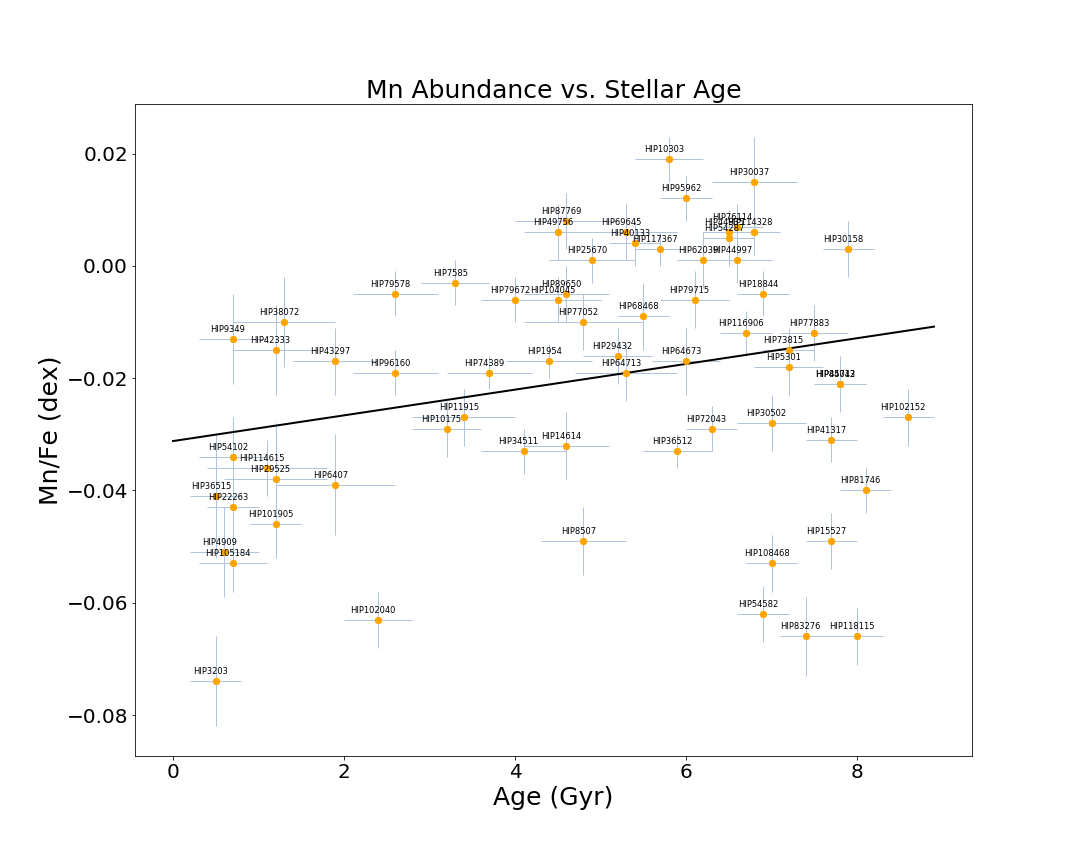 Mn Abundance vs. Stellar Age
0.02
0.00
−0.02
−0.04
−0.06
−0.08
Mn/Fe (dex)
HIP10303
HIP30037
HIP95962
HIP87769
HIP49756
HIP69645
HIP40133
HIP117367
HIP76114
HIP54287
HIP114328
HIP30158
HIP25670
HIP62039
HIP44997
HIP7585
HIP79578
HIP79672
HIP104045
HIP89650
HIP79715
HIP18844
HIP38072
HIP77052
HIP68468
HIP9349
HIP42333
HIP116906
HIP77883
HIP73815
HIP43297
HIP96160
HIP74389
HIP1954
HIP29432
HIP64713
HIP64673
HIP5301
HIP11915
HIP10175
HIP34511
HIP14614
HIP36512
HIP72043
HIP30502
HIP41317
HIP102152
HIP54102
HIP114615
HIP29525
HIP6407
HIP36515
HIP22263
HIP101905
HIP81746
HIP4909
HIP105184
HIP8507
HIP15527
HIP108468
HIP102040
HIP54582
HIP83276
HIP118115
HIP3203
0
2
4
6
8
Age (Gyr)